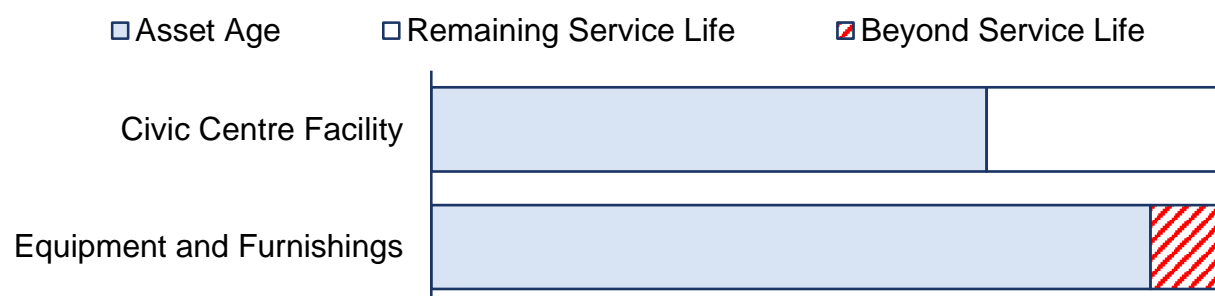 Asset Age Remaining Service Life Beyond Service Life
Civic Centre Facility
Equipment and Furnishings